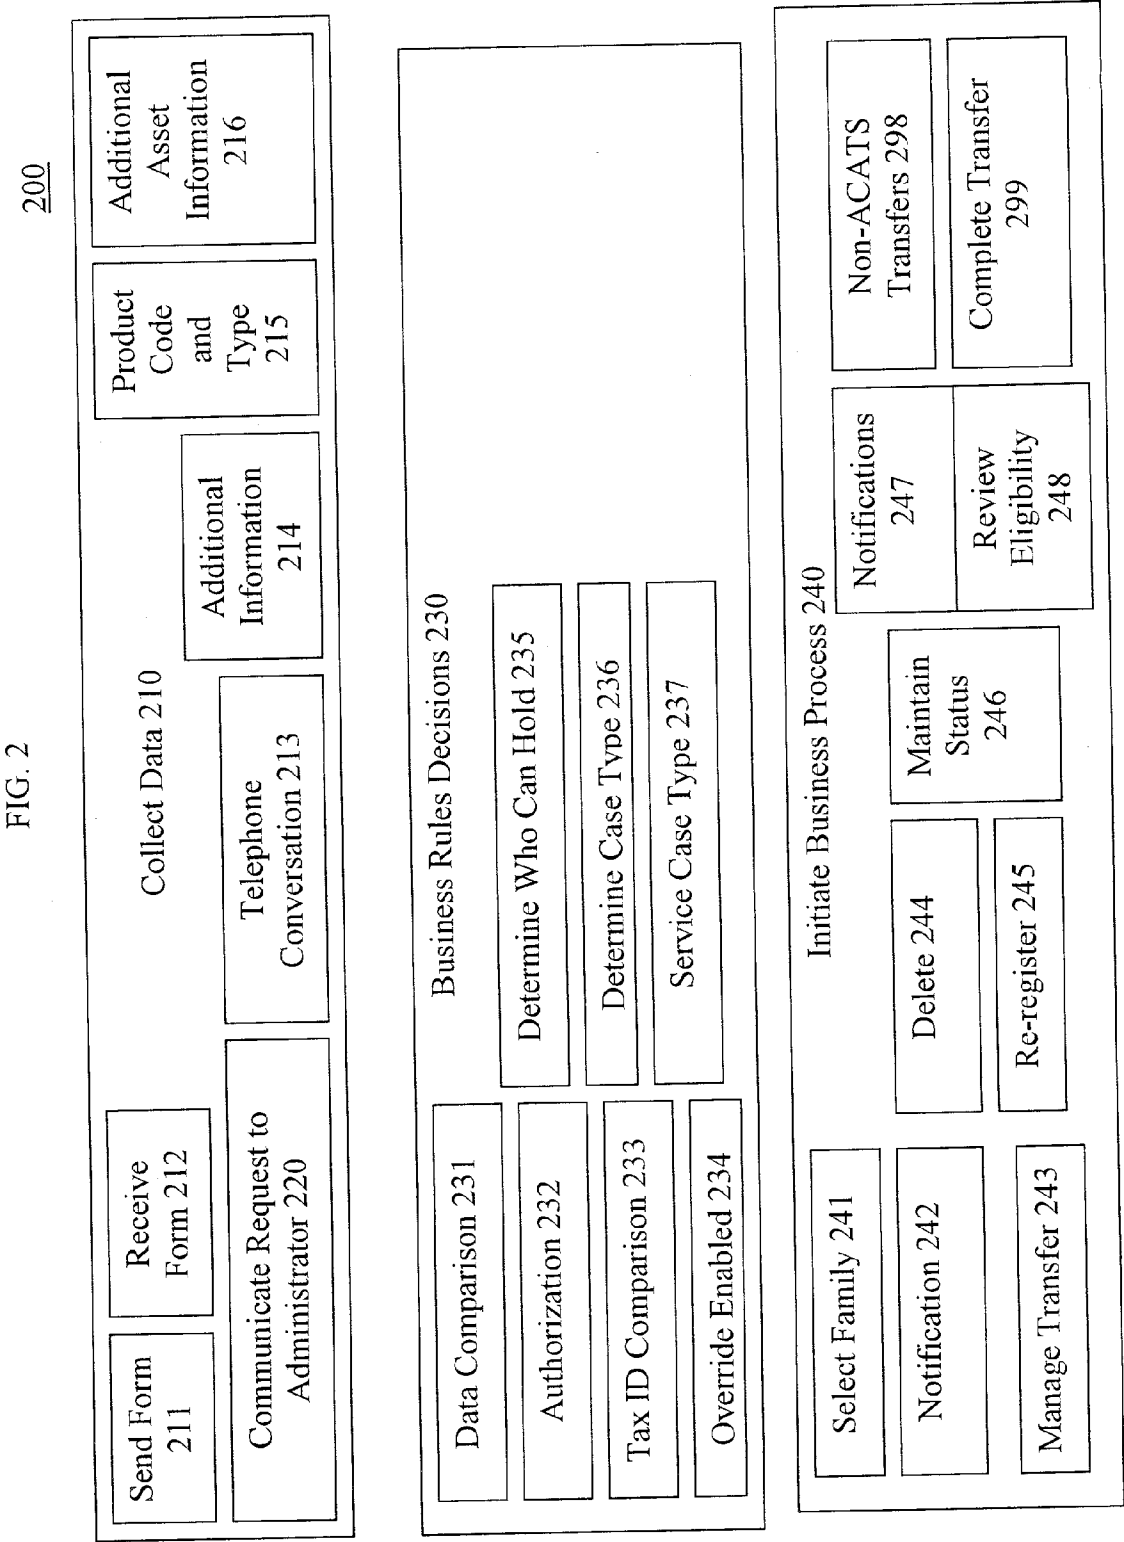 FIG. 2
200
Collect Data 210
Send Form
211
Receive
Form 212
Communicate Request to
Administrator 220
Telephone
Conversation 213
Additional
Information
214
Product
Code
and
Type
215
Additional
Asset
Information
216
Business Rules Decisions 230
Data Comparison 231
Authorization 232
Tax ID Comparison 233
Override Enabled 234
Determine Who Can Hold 235
Determine Case Type 236
Service Case Type 237
Initiate Business Process 240
Select Family 241
Notification 242
Manage Transfer 243
Delete 244
Re-register 245
Maintain
Status
246
Notifications
247
Review
Eligibility
248
Non-ACATS
Transfers 298
Complete Transfer
299